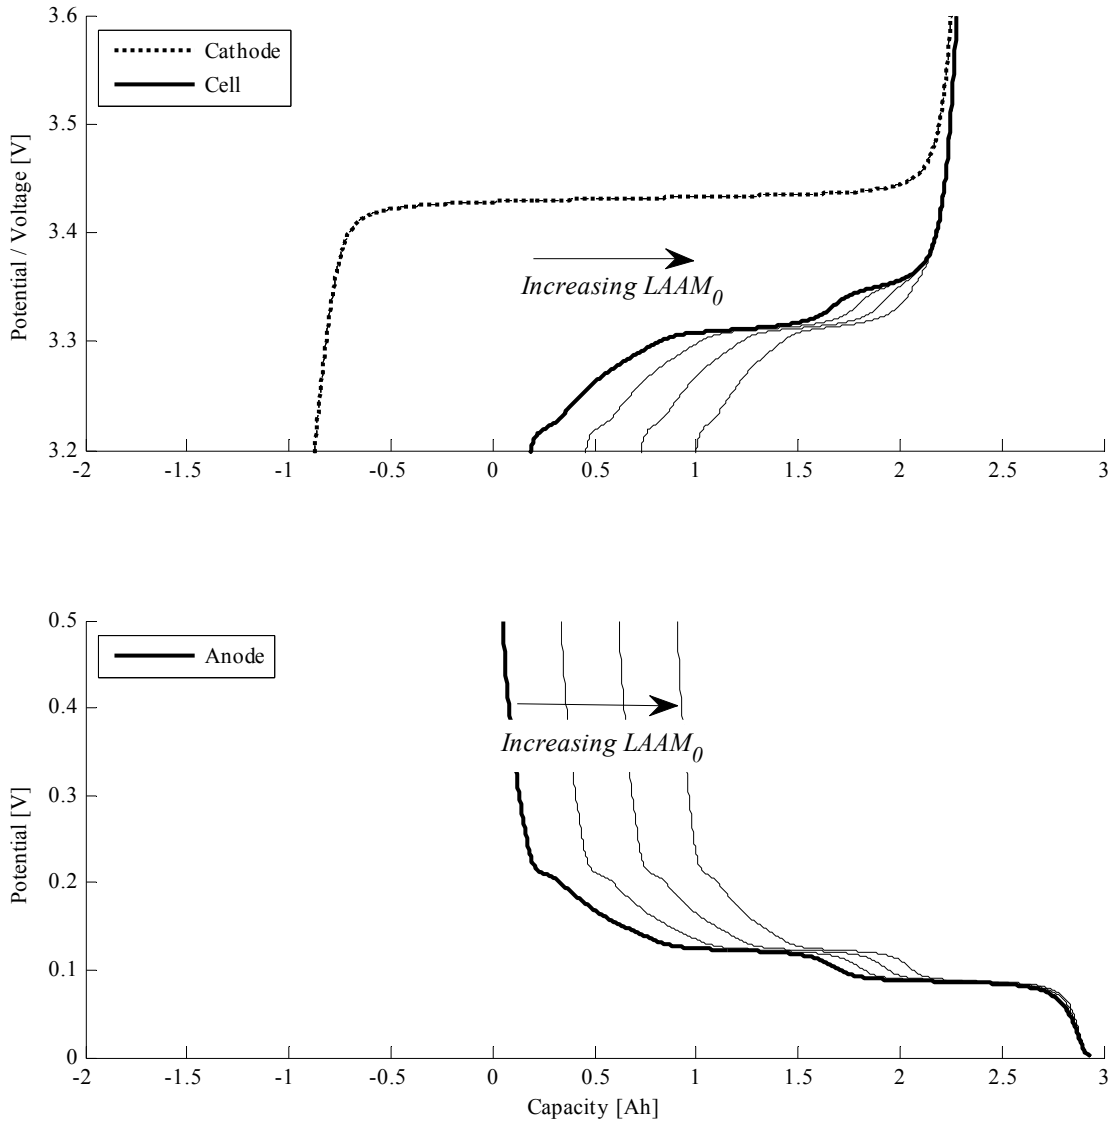 3.6
Cathode
Cell
3.5
3.4
Increasing LAAM0
3.3
3.2
Potential / Voltage [V]
-2 -1.5 -1 -0.5 0 0.5 1 1.5 2 2.5 3
0.5
Anode
0.4
Increasing LAAM0
0.3
0.2
0.1
0
Potential [V]
-2 -1.5 -1 -0.5 0 0.5 1 1.5 2 2.5 3
Capacity [Ah]